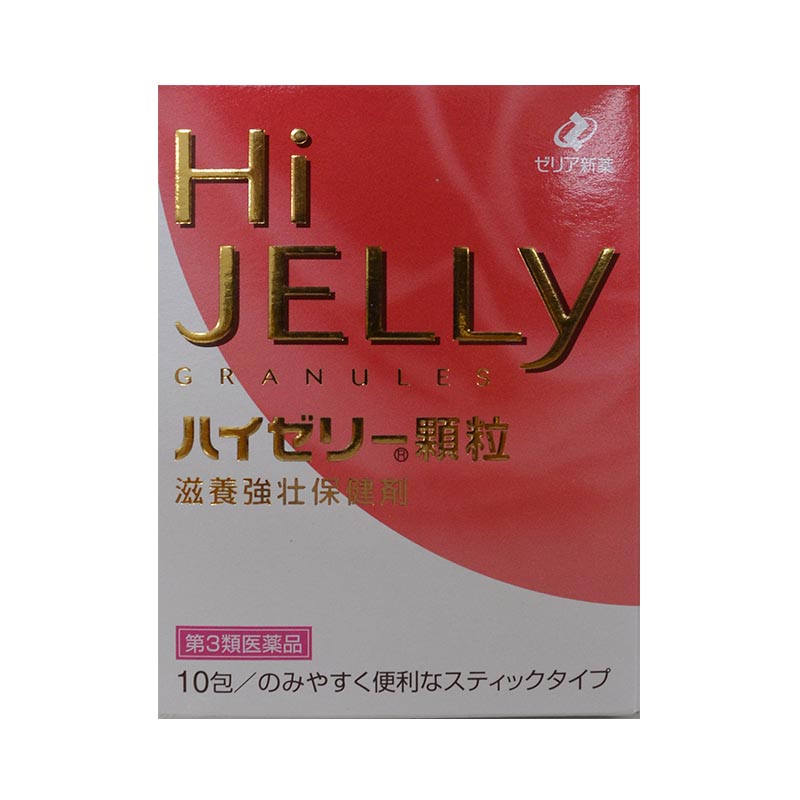 Hi
ゼリア新薬
JELLY
GRANULES
ハイゼリー®顆粒
滋養強壮保健剤
第3類医薬品
10包/のみやすく便利なスティックタイプ